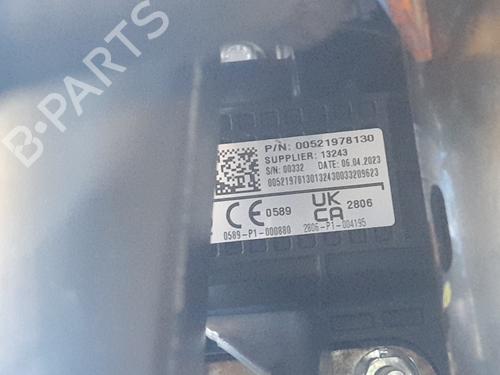 B-PARTS
P/N: 00521978130
SUPPLIER: 13243
S/N: 00332 DATE: 06.04.2023
00521978130132430033209623
CE 0589 UK CA 2806
0589-P1-000880 2806-P1-004195